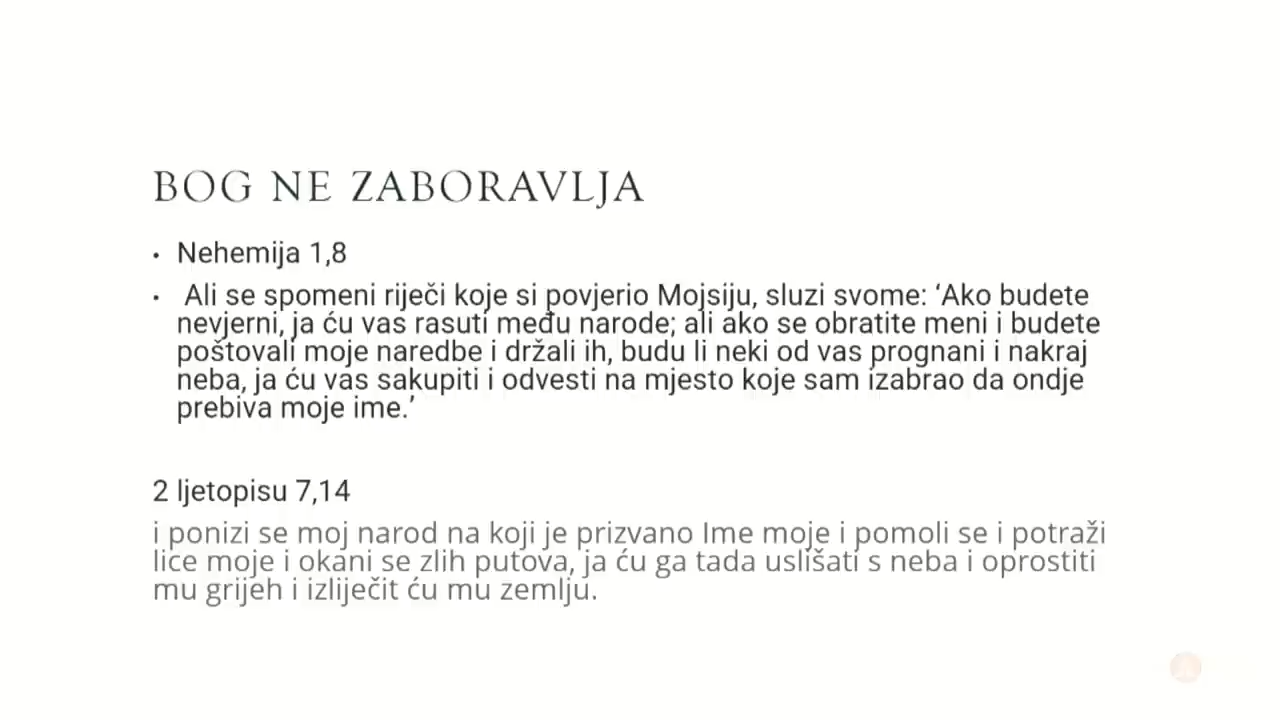 BOG NE ZABORAVLJA
• Nehemija 1,8
• Ali se spomeni riječi koje si povjerio Mojsiju, sluzi svome: ‘Ako budete
nevjerni, ja ću vas rasuti među narode; ali ako se obratite meni i budete
poštovali moje naredbe i držali ih, budu li neki od vas prognani i nakraj
neba, ja ću vas sakupiti i odvesti na mjesto koje sam izabrao da ondje
prebiva moje ime.’
2 ljetopisu 7,14
i ponizi se moj narod na koji je prizvano Ime moje i pomoli se i potraži
lice moje i okani se zlih putova, ja ću ga tada uslišati s neba i oprostiti
mu grijeh i izliječit ću mu zemlju.